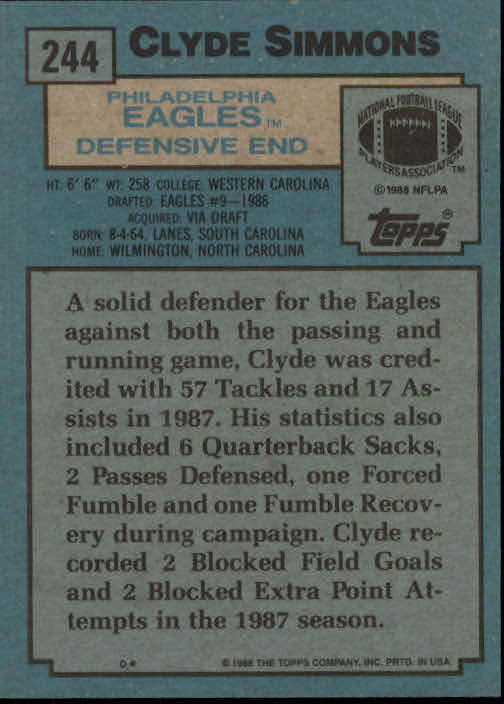 244 CLYDE SIMMONS
PHILADELPHIA
EAGLES™
DEFENSIVE END
NATIONAL FOOTBALL LEAGUE
PLAYERS ASSOCIATION™
©1988 NFLPA
TOPPS®
HT: 6' 6" WT: 258 COLLEGE: WESTERN CAROLINA
DRAFTED: EAGLES #9—1986
ACQUIRED: VIA DRAFT
BORN: 8-4-64, LANES, SOUTH CAROLINA
HOME: WILMINGTON, NORTH CAROLINA
A solid defender for the Eagles
against both the passing and
running game, Clyde was cred-
ited with 57 Tackles and 17 As-
sists in 1987. His statistics also
included 6 Quarterback Sacks,
2 Passes Defensed, one Forced
Fumble and one Fumble Recov-
ery during campaign. Clyde re-
corded 2 Blocked Field Goals
and 2 Blocked Extra Point At-
tempts in the 1987 season.
D* ©1988 THE TOPPS COMPANY, INC. PRTD. IN USA